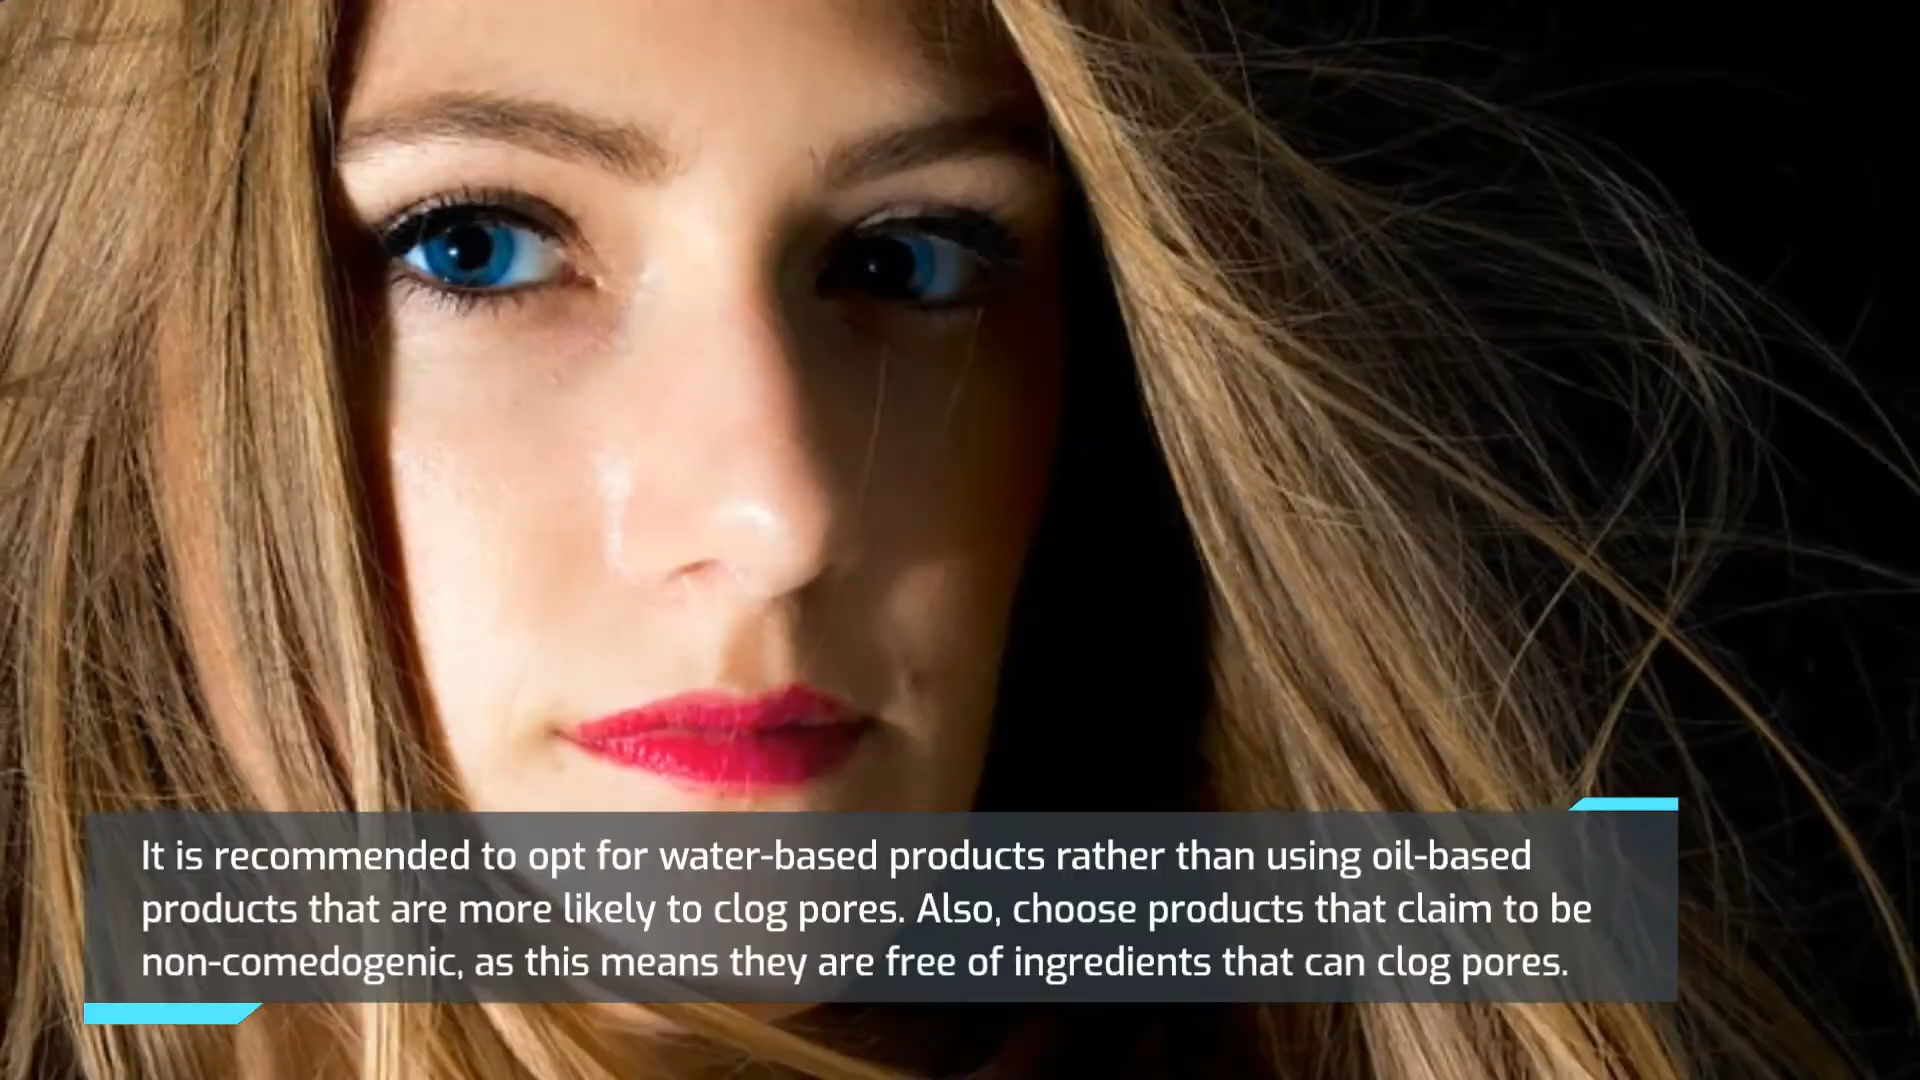 It is recommended to opt for water-based products rather than using oil-based
products that are more likely to clog pores. Also, choose products that claim to be
non-comedogenic, as this means they are free of ingredients that can clog pores.